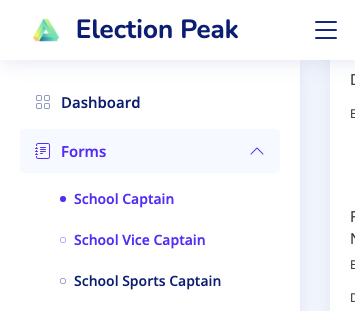 Election Peak
Dashboard
Forms
School Captain
School Vice Captain
School Sports Captain